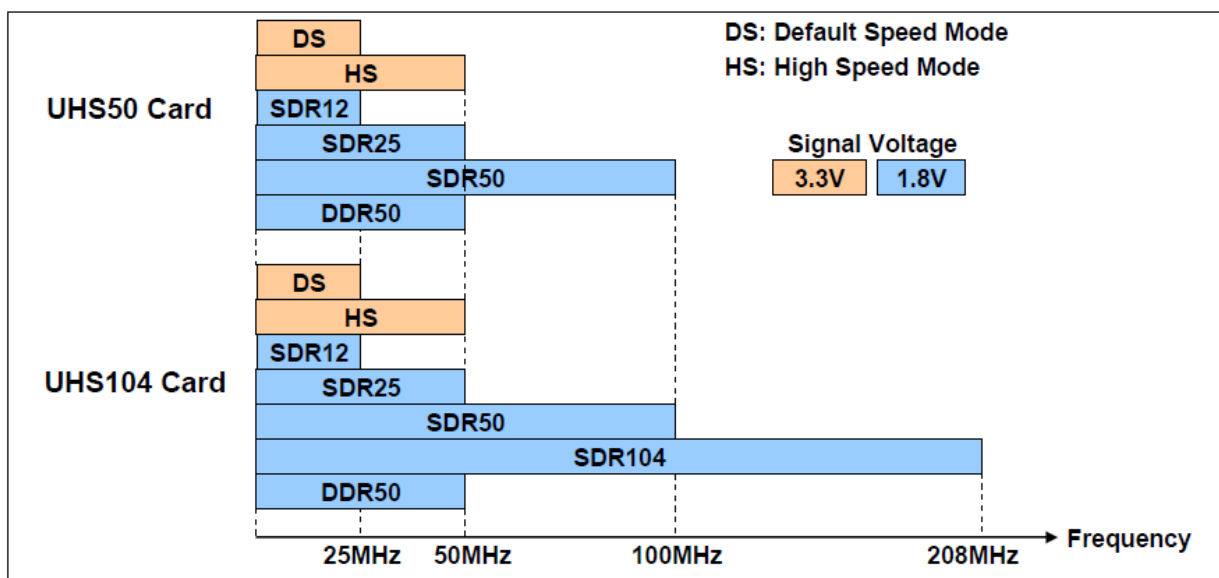 DS
DS: Default Speed Mode
HS
HS: High Speed Mode
UHS50 Card
SDR12
SDR25
Signal Voltage
SDR50
3.3V
1.8V
DDR50
DS
HS
SDR12
UHS104 Card
SDR25
SDR50
SDR104
DDR50
25MHz
50MHz
100MHz
208MHz
Frequency